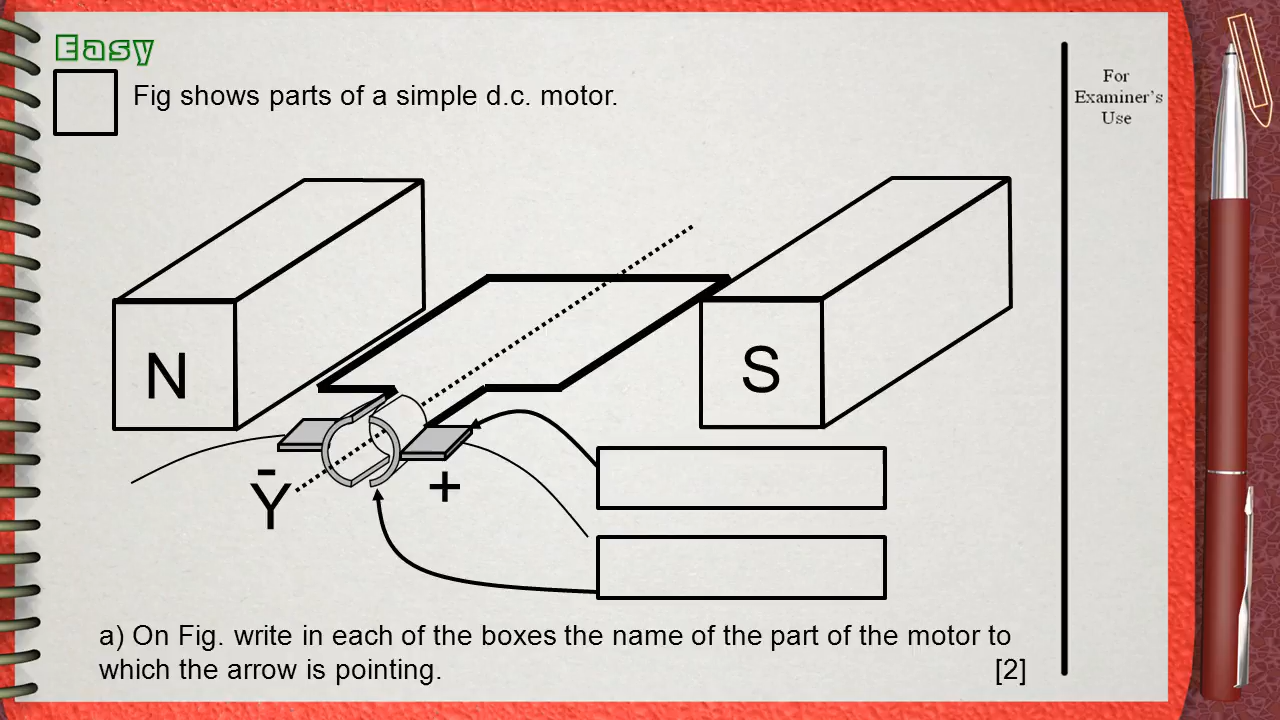 Easy
Fig shows parts of a simple d.c. motor.
For
Examiner's
Use
N
S
-
+
Y
a) On Fig. write in each of the boxes the name of the part of the motor to
which the arrow is pointing. [2]